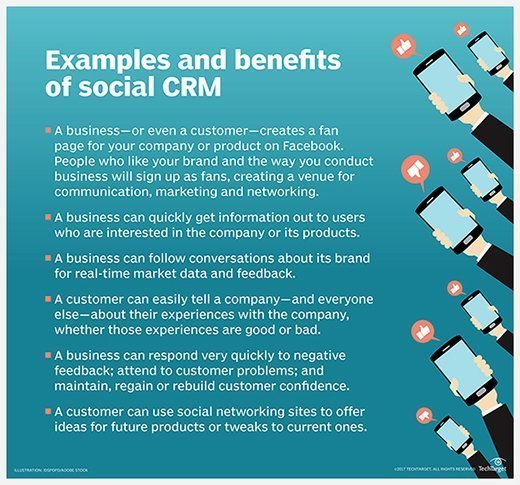 Examples and benefits
of social CRM
A business—or even a customer—creates a fan
page for your company or product on Facebook.
People who like your brand and the way you conduct
business will sign up as fans, creating a venue for
communication, marketing and networking.
A business can quickly get information out to users
who are interested in the company or its products.
A business can follow conversations about its brand
for real-time market data and feedback.
A customer can easily tell a company—and everyone
else—about their experiences with the company,
whether those experiences are good or bad.
A business can respond very quickly to negative
feedback; attend to customer problems; and
maintain, regain or rebuild customer confidence.
A customer can use social networking sites to offer
ideas for future products or tweaks to current ones.
ILLUSTRATION: /ADOBE STOCK
©2017 TECHTARGET. ALL RIGHTS RESERVED TechTarget